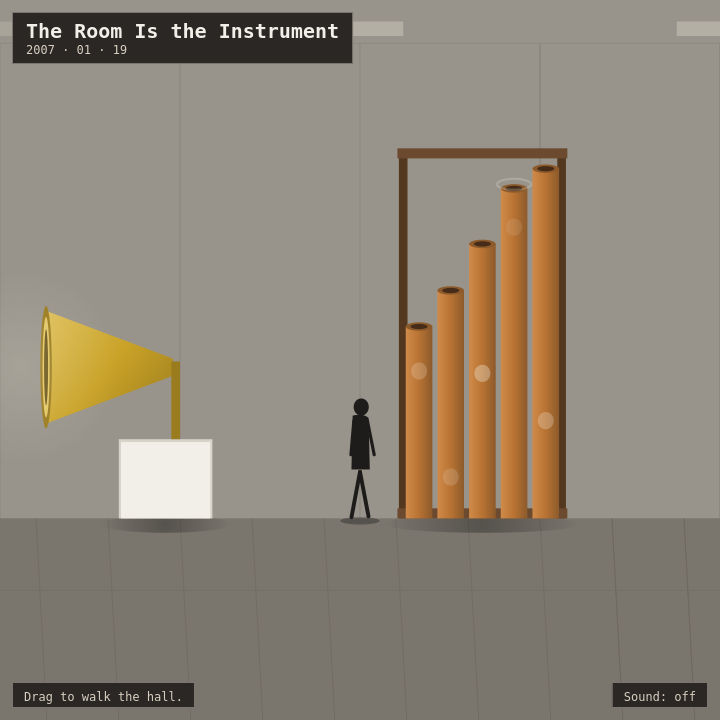 The Room Is the Instrument
2007 · 01 · 19
Drag to walk the hall.
Sound: off